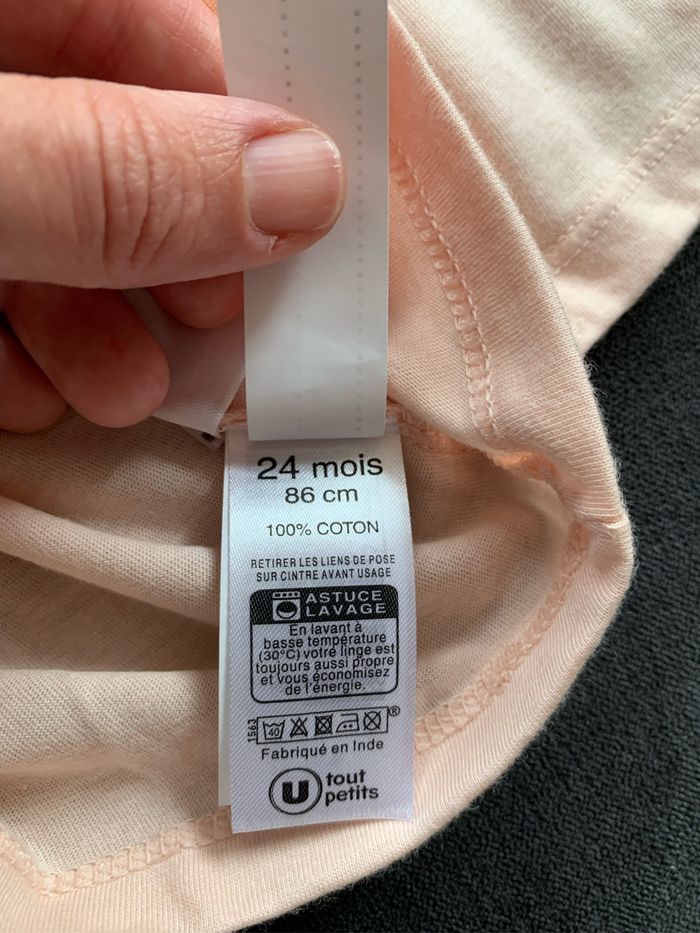 24 mois
86 cm
100% COTON
RETIRER LES LIENS DE POSE
SUR CINTRE AVANT USAGE
ASTUCE
LAVAGE
En lavant à
basse température
(30°C) votre linge est
toujours aussi propre
et vous économisez
de l'énergie.
1563
40 ®
Fabriqué en Inde
U tout
petits